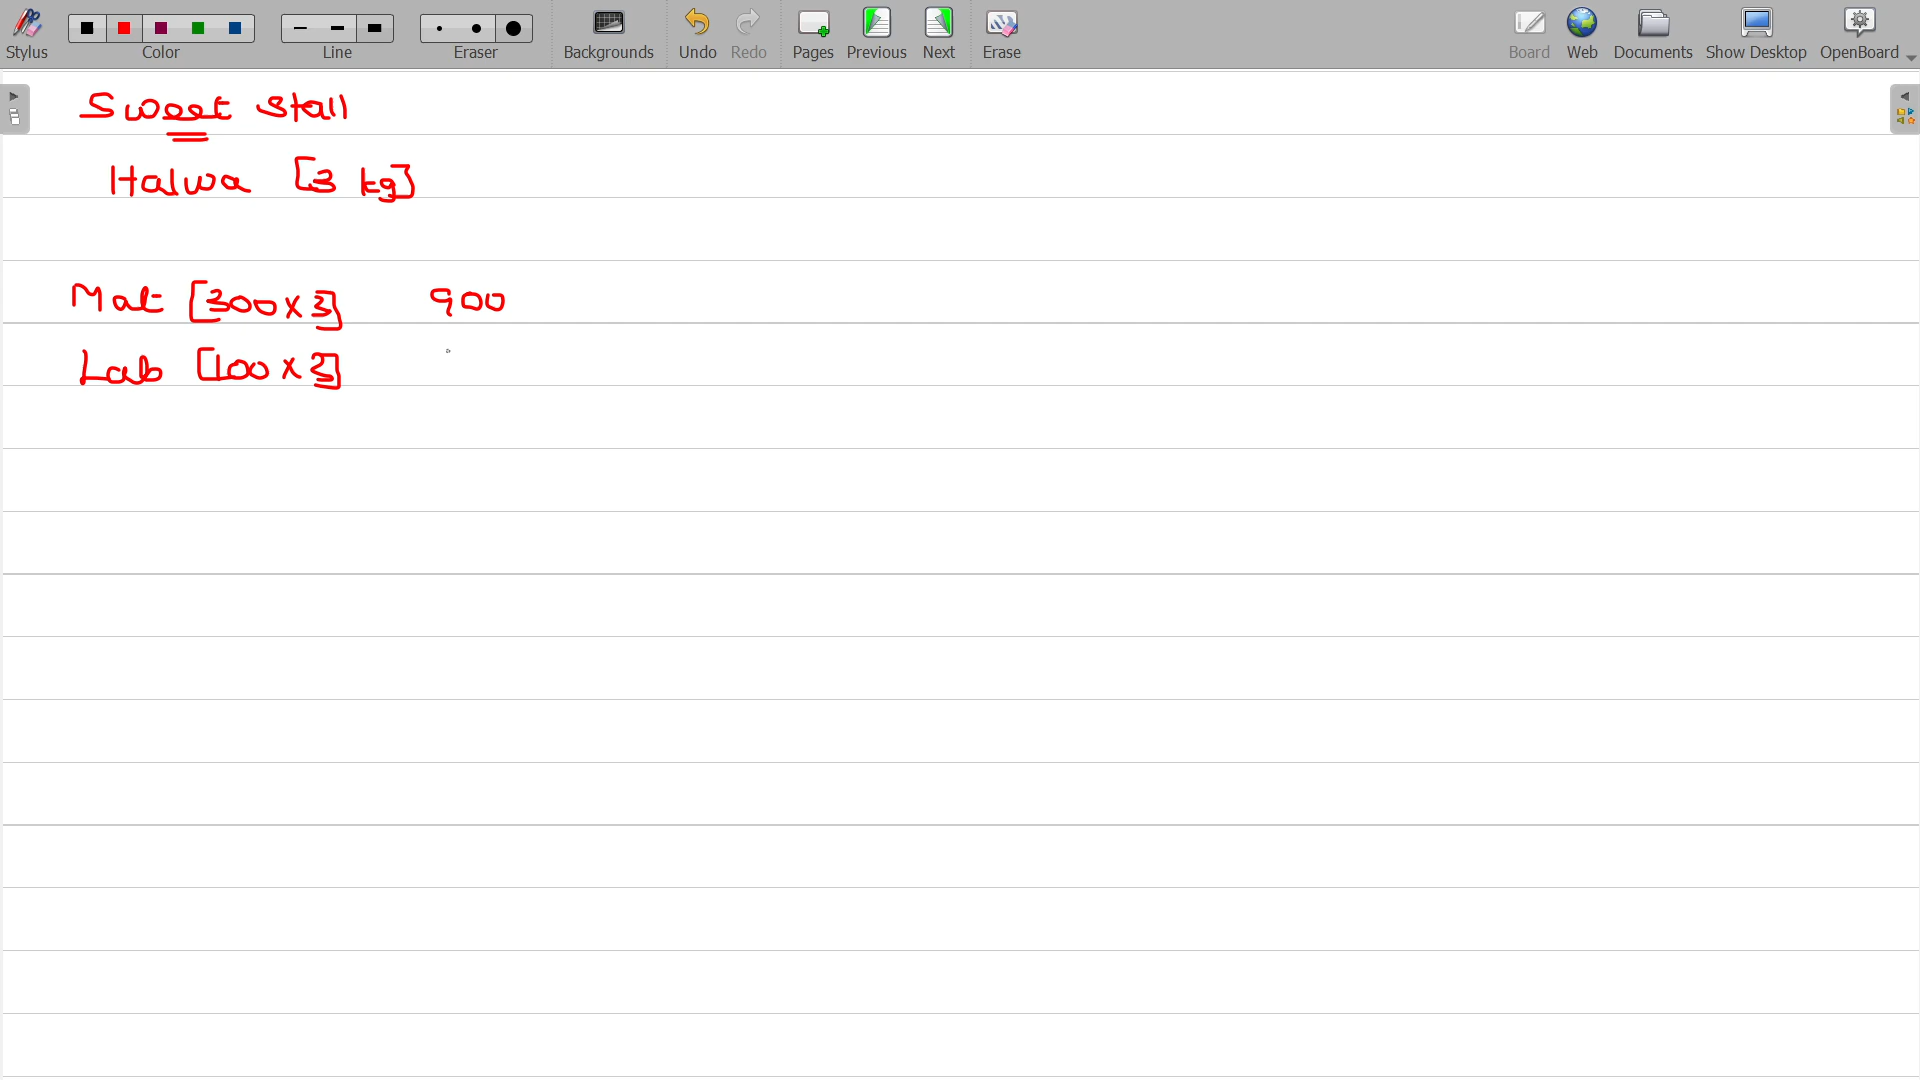 Stylus Color Line Eraser Backgrounds Undo Redo Pages Previous Next Erase Board Web Documents Show Desktop OpenBoard
Sweet Stall
Halwa [3 kg]
Mat [300 x 3] 900
Lab [100 x 3]